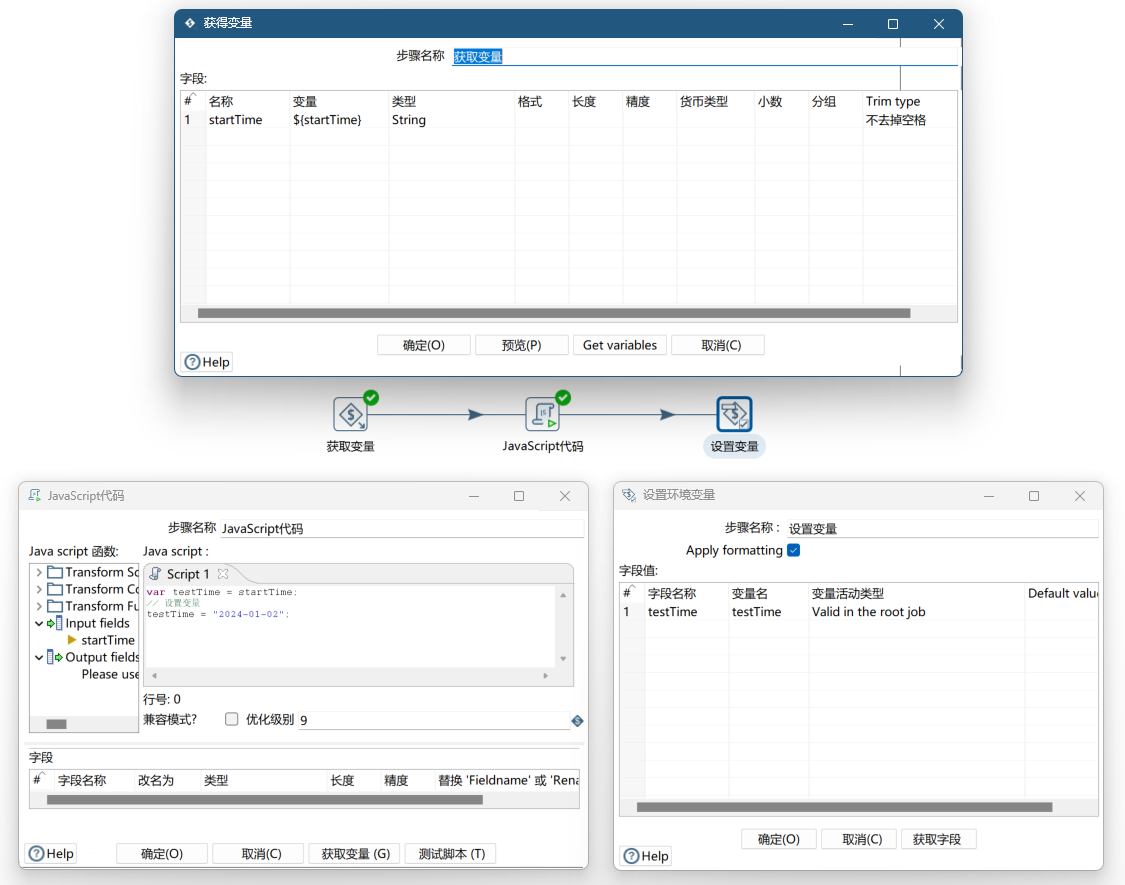 获得变量
步骤名称 获取变量
字段:
# 名称 变量 类型 格式 长度 精度 货币类型 小数 分组 Trim type
1 startTime ${startTime} String 不去掉空格
确定(O) 预览(P) Get variables 取消(C)
Help
获取变量 JavaScript代码 设置变量
JavaScript代码
步骤名称 JavaScript代码
Java script 函数: Java script :
Transform Sc
Transform Co
Transform Fu
Input fields
startTime
Output fields
Please use
Script 1
var testTime = startTime;
// 设置变量
testTime = "2024-01-02";
行号: 0
兼容模式? 优化级别 9
字段
# 字段名称 改名为 类型 长度 精度 替换 'Fieldname' 或 'Rena
Help 确定(O) 取消(C) 获取变量 (G) 测试脚本 (T)
设置环境变量
步骤名称 : 设置变量
Apply formatting
字段值:
# 字段名称 变量名 变量活动类型 Default valu
1 testTime testTime Valid in the root job
确定(O) 取消(C) 获取字段
Help